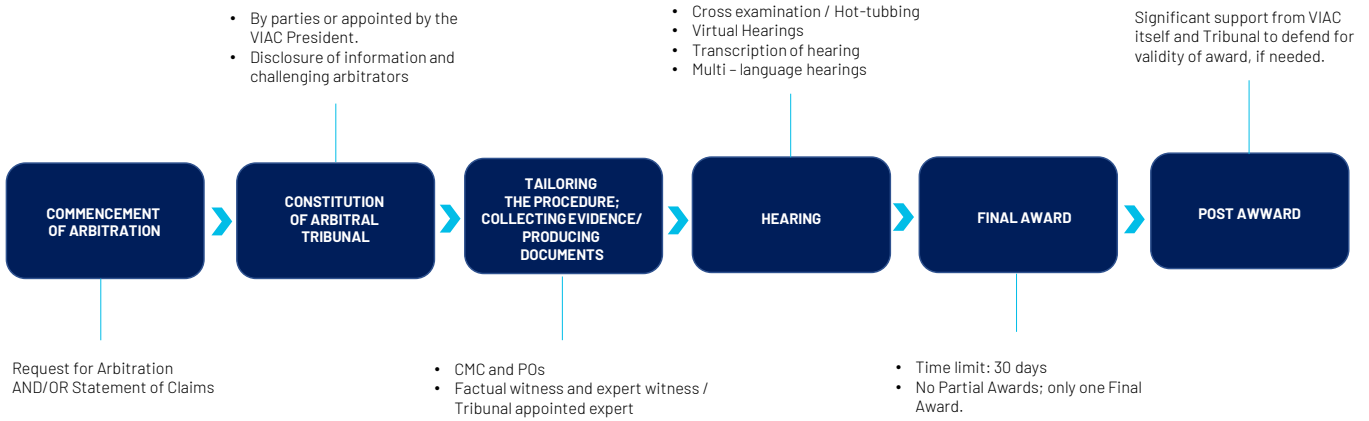 • By parties or appointed by the
VIAC President.
• Disclosure of information and
challenging arbitrators
• Cross examination / Hot-tubbing
• Virtual Hearings
• Transcription of hearing
• Multi – language hearings
Significant support from VIAC
itself and Tribunal to defend for
validity of award, if needed.
COMMENCEMENT
OF ARBITRATION
CONSTITUTION
OF ARBITRAL
TRIBUNAL
TAILORING
THE PROCEDURE;
COLLECTING EVIDENCE/
PRODUCING
DOCUMENTS
HEARING
FINAL AWARD
POST AWWARD
Request for Arbitration
AND/OR Statement of Claims
• CMC and POs
• Factual witness and expert witness /
Tribunal appointed expert
• Time limit: 30 days
• No Partial Awards; only one Final
Award.